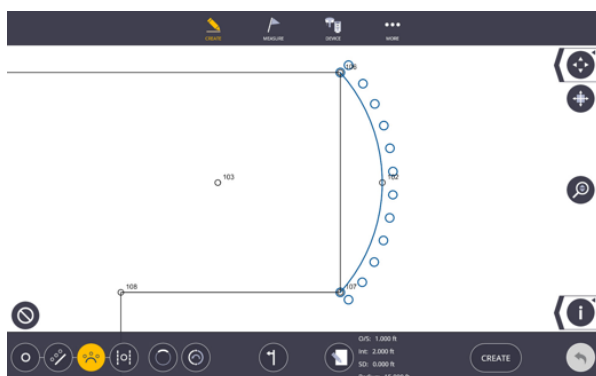 CREATE MEASURE DEVICE MORE
106
103
102
108
107
O/S: 1.000 ft
Int: 2.000 ft
SD: 0.000 ft
CREATE